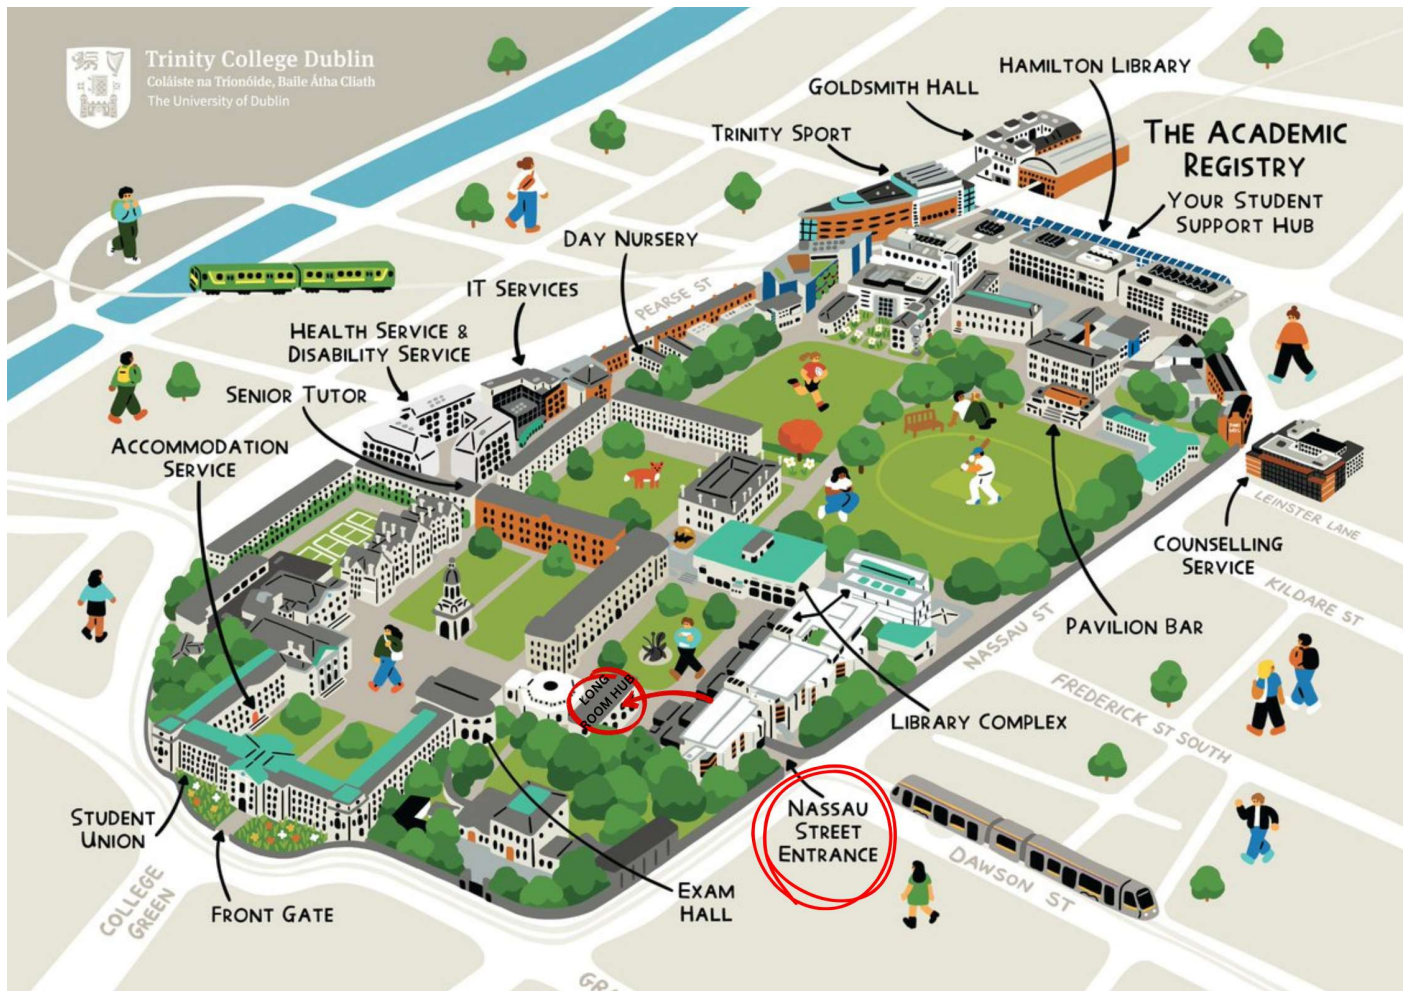 Trinity College Dublin
Coláiste na Tríonóide, Baile Átha Cliath
The University of Dublin
HAMILTON LIBRARY
GOLDSMITH HALL
TRINITY SPORT
THE ACADEMIC
REGISTRY
YOUR STUDENT
SUPPORT HUB
DAY NURSERY
IT SERVICES
PEARSE ST
HEALTH SERVICE &
DISABILITY SERVICE
SENIOR TUTOR
ACCOMMODATION
SERVICE
LEINSTER LANE
COUNSELLING
SERVICE
KILDARE ST
PAVILION BAR
NASSAU ST
FREDERICK ST SOUTH
LONG
ROOM HUB
LIBRARY COMPLEX
NASSAU
STREET
ENTRANCE
STUDENT
UNION
DAWSON ST
EXAM
HALL
FRONT GATE
COLLEGE
GREEN